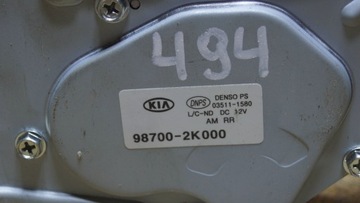 494
KIA DNPS DENSO PS
03511-1580
L/C-ND DC 12V
AM RR
98700-2K000